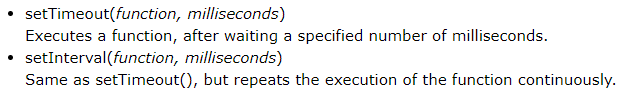 • setTimeout(function, milliseconds)
Executes a function, after waiting a specified number of milliseconds.
• setInterval(function, milliseconds)
Same as setTimeout(), but repeats the execution of the function continuously.